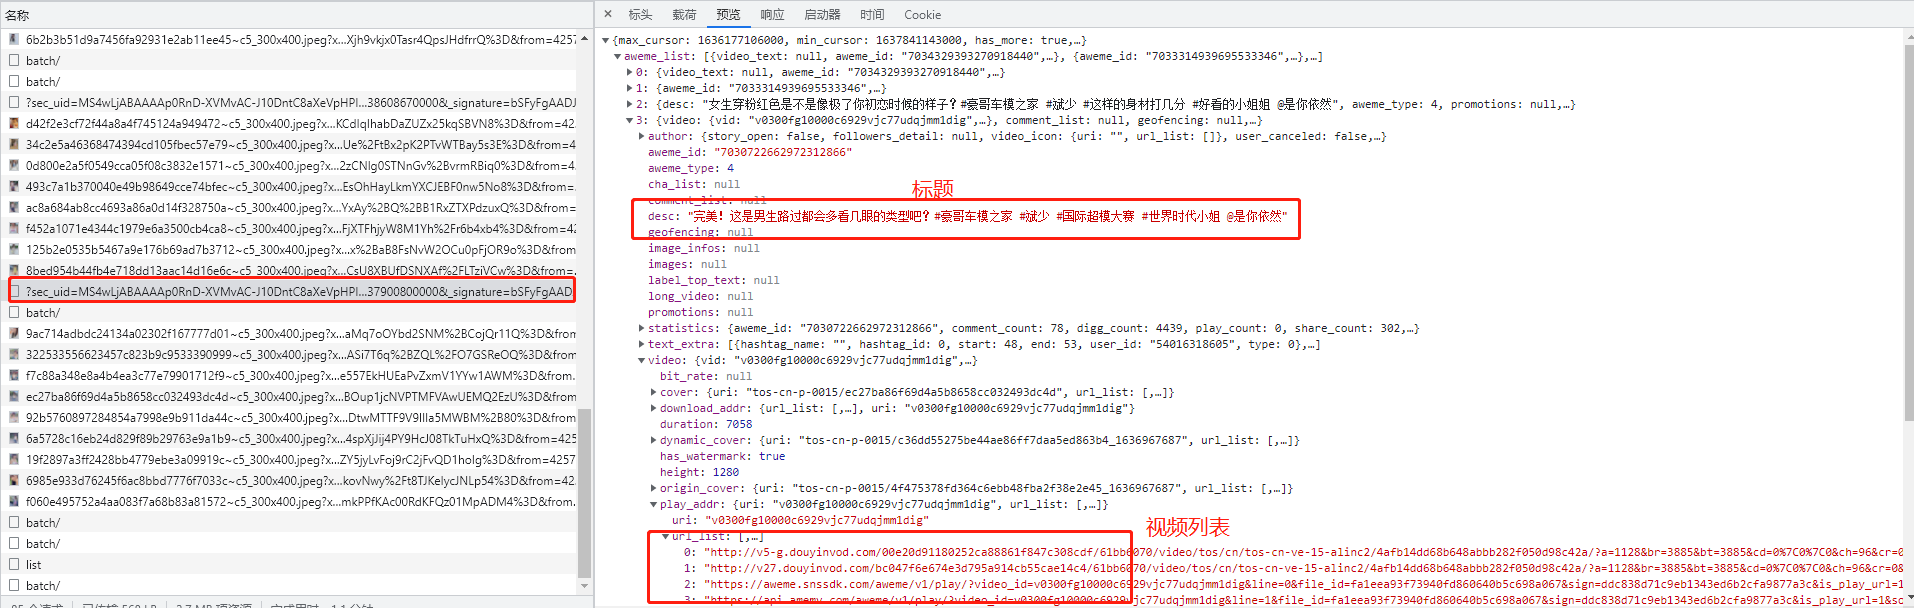 名称
6b2b3b51d9a7456fa92931e2ab11ee45~c5_300x400.jpeg?x...Xjh9vkjx0Tasr4QpsJHdfrrQ%3D&from=4257
batch/
batch/
?sec_uid=MS4wLjABAAAAp0RnD-XVMvAC-J10DntC8aXeVpHPl...38608670000&_signature=bSFyFgAADJ
d42f2e3cf72f44a8a4f745124a949472~c5_300x400.jpeg?x...KCdIqIhabDaZUZx25kqSBVN8%3D&from=42
34c2e5a46368474394cd105fbec57e79~c5_300x400.jpeg?x...Ue%2FtBx2pK2PTvWTBay5s3E%3D&from=4
0d800e2a5f0549cca05f08c3832e1571~c5_300x400.jpeg?x...2zCNlg0STNnGv%2BvrmRBiq0%3D&from=4
493c7a1b370040e49b98649cce74bfec~c5_300x400.jpeg?x...EsOhHayLkmYXCJEBF0nw5No8%3D&from=
ac8a684ab8cc4693a86a0d14f328750a~c5_300x400.jpeg?x...YxAy%2BQ%2BB1RxZTXPdzuxQ%3D&from=
f452a1071e4344c1979e6a3500cb4ca8~c5_300x400.jpeg?x...FjXTFhjyW8M1Yh%2Fr6b4xb4%3D&from=
125b2e0535b5467a9e176b69ad7b3712~c5_300x400.jpeg?x...x%2BaB8FsNvW2OCu0pFjOR9o%3D&from=
8bed954b44fb4e718dd13aac14d16e6c~c5_300x400.jpeg?x...CsU8XBUfDSNXAf%2FLTziVCw%3D&from=
?sec_uid=MS4wLjABAAAAp0RnD-XVMvAC-J10DntC8aXeVpHPl...37900800000&_signature=bSFyFgAAD
batch/
9ac714adbdc24134a02302f167777d01~c5_300x400.jpeg?x...aMq7oOYbd2SNM%2BCojQr11Q%3D&from
322533556623457c823b9c9533390999~c5_300x400.jpeg?x...ASi7T6q%2BZQL%2FO7GSReOQ%3D&from
f7c88a348e8a4b4ea3c77e79901712f9~c5_300x400.jpeg?x...e557EkHUEaPvZxmV1YYw1AWM%3D&from
ec27ba86f69d4a5b8658cc032493dc4d~c5_300x400.jpeg?x...BOup1jcNVPTMFVAwUEMQ2EzU%3D&from
92b5760897284854a7998e9b911da44c~c5_300x400.jpeg?x...DtwMTTF9V9IIIa5MWBM%2B80%3D&from
6a5728c16eb24d829f89b29763e9a1b9~c5_300x400.jpeg?x...4spXjJij4PY9HcJ08TkTuHxQ%3D&from=425
19f2897a3ff2428bb4779ebe3a09919c~c5_300x400.jpeg?x...ZY5jyLvFoj9rC2jFvQD1hoIg%3D&from=4257
6985e933d76245f6ac8bbd7776f7033c~c5_300x400.jpeg?x...kovNwy%2Ft8TJKelycJNLp54%3D&from=42
f060e495752a4aa083f7a68b83a81572~c5_300x400.jpeg?x...mkPPfKAc00RdKFQz01MpADM4%3D&from
batch/
batch/
list
batch/
标头 载荷 预览 响应 启动器 时间 Cookie
{max_cursor: 1636177106000, min_cursor: 1637841143000, has_more: true,…}
aweme_list: [{video_text: null, aweme_id: "7034329393270918440",…}, {aweme_id: "7033314939695533346",…},…]
0: {video_text: null, aweme_id: "7034329393270918440",…}
1: {aweme_id: "7033314939695533346",…}
2: {desc: "女生穿粉红色是不是像极了你初恋时候的样子？#豪哥车模之家 #斌少 #这样的身材打几分 #好看的小姐姐 @是你依然", aweme_type: 4, promotions: null,…}
3: {video: {vid: "v0300fg10000c6929vjc77udqjmm1dig",…}, comment_list: null, geofencing: null,…}
author: {story_open: false, followers_detail: null, video_icon: {uri: "", url_list: []}, user_canceled: false,…}
aweme_id: "7030722662972312866"
aweme_type: 4
cha_list: null
标题
comment_list: null
desc: "完美！这是男生路过都会多看几眼的类型吧？#豪哥车模之家 #斌少 #国际超模大赛 #世界时代小姐 @是你依然"
geofencing: null
image_infos: null
images: null
label_top_text: null
long_video: null
promotions: null
statistics: {aweme_id: "7030722662972312866", comment_count: 78, digg_count: 4439, play_count: 0, share_count: 302,…}
text_extra: [{hashtag_name: "", hashtag_id: 0, start: 48, end: 53, user_id: "54016318605", type: 0},…]
video: {vid: "v0300fg10000c6929vjc77udqjmm1dig",…}
bit_rate: null
cover: {uri: "tos-cn-p-0015/ec27ba86f69d4a5b8658cc032493dc4d", url_list: [,…]}
download_addr: {url_list: [,…], uri: "v0300fg10000c6929vjc77udqjmm1dig"}
duration: 7058
dynamic_cover: {uri: "tos-cn-p-0015/c36dd55275be44ae86ff7daa5ed863b4_1636967687", url_list: [,…]}
has_watermark: true
height: 1280
origin_cover: {uri: "tos-cn-p-0015/4f475378fd364c6ebb48fba2f38e2e45_1636967687", url_list: [,…]}
play_addr: {uri: "v0300fg10000c6929vjc77udqjmm1dig", url_list: [,…]}
uri: "v0300fg10000c6929vjc77udqjmm1dig"
视频列表
url_list: [,…]
0: "http://v5-g.douyinvod.com/00e20d91180252ca88861f847c308cdf/61bb6070/video/tos/cn/tos-cn-ve-15-alinc2/4afb14dd68b648abbb282f050d98c42a/?a=1128&br=3885&bt=3885&cd=0%7C0%7C0&ch=96&cr=0
1: "http://v27.douyinvod.com/bc047f6e674e3d795a914cb55cae14c4/61bb6070/video/tos/cn/tos-cn-ve-15-alinc2/4afb14dd68b648abbb282f050d98c42a/?a=1128&br=3885&bt=3885&cd=0%7C0%7C0&ch=96&cr=0&
2: "https://aweme.snssdk.com/aweme/v1/play/?video_id=v0300fg10000c6929vjc77udqjmm1dig&line=0&file_id=fa1eea93f73940fd860640b5c698a067&sign=ddc838d71c9eb1343ed6b2cfa9877a3c&is_play_url=1
3: "https://api.amemv.com/aweme/v1/play/?video_id=v0300fg10000c6929vjc77udqjmm1dig&line=1&file_id=fa1eea93f73940fd860640b5c698a067&sign=ddc838d71c9eb1343ed6b2cfa9877a3c&is_play_url=1&so